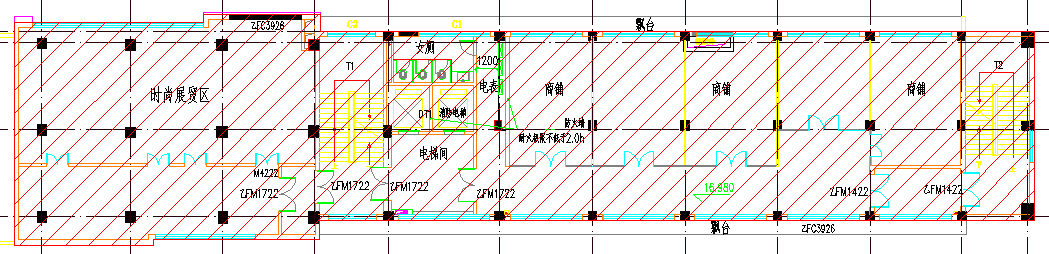 ZFC3926
C2
C1
飘台
女厕
1200
T1
T2
电表
时尚展贸区
商铺
商铺
商铺
DT1
消防电梯
防火墙
耐火极限不低于2.0h
电梯间
M4222
ZFM1722
ZFM1722
ZFM1722
ZFM1722
16.980
ZFM1422
ZFM1422
飘台
ZFC3926